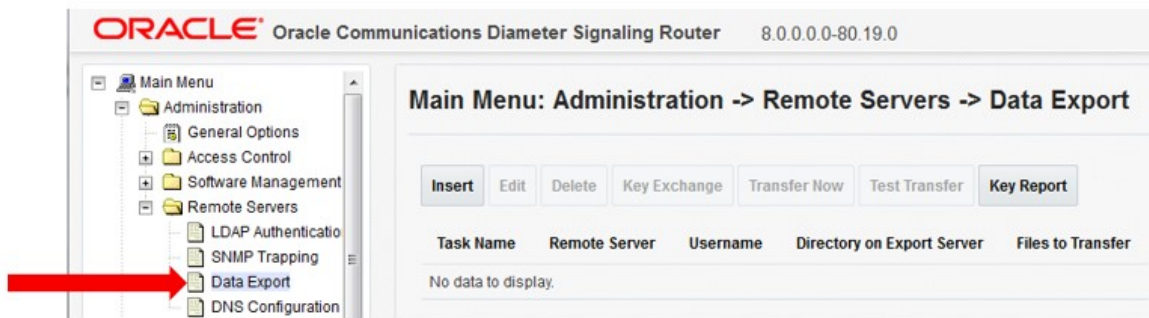 ORACLE® Oracle Communications Diameter Signaling Router 8.0.0.0.0-80.19.0
Main Menu
Administration
General Options
Access Control
Software Management
Remote Servers
LDAP Authenticatio
SNMP Trapping
Data Export
DNS Configuration
Main Menu: Administration -> Remote Servers -> Data Export
Insert Edit Delete Key Exchange Transfer Now Test Transfer Key Report
Task Name Remote Server Username Directory on Export Server Files to Transfer
No data to display.